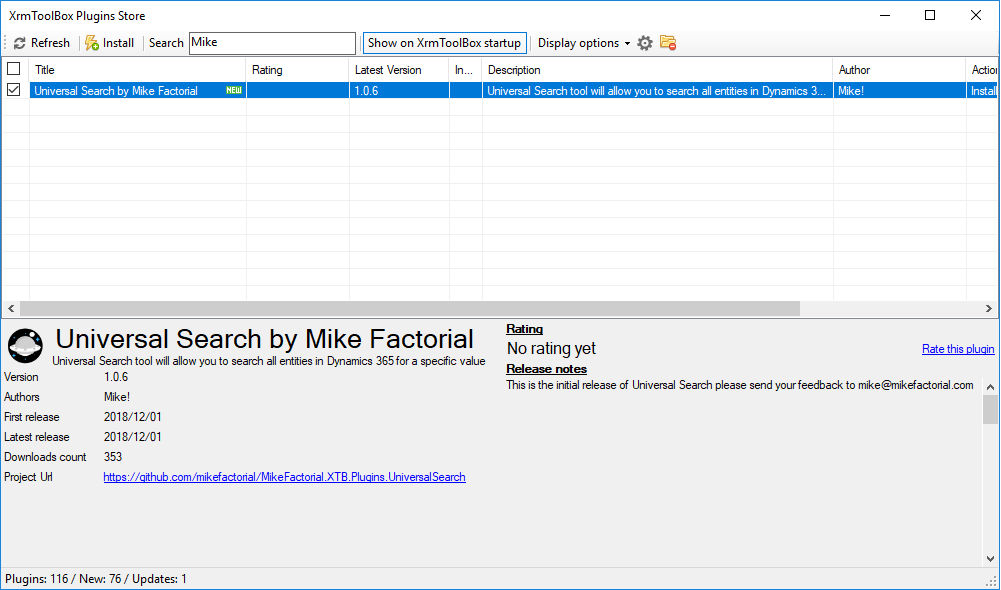 XrmToolBox Plugins Store
Refresh Install Search Mike Show on XrmToolBox startup Display options
Title Rating Latest Version In... Description Author Action
Universal Search by Mike Factorial NEW 1.0.6 Universal Search tool will allow you to search all entities in Dynamics 3... Mike! Install
Universal Search by Mike Factorial
Universal Search tool will allow you to search all entities in Dynamics 365 for a specific value
Version 1.0.6
Authors Mike!
First release 2018/12/01
Latest release 2018/12/01
Downloads count 353
Project Url https://github.com/mikefactorial/MikeFactorial.XTB.Plugins.UniversalSearch
Rating
No rating yet Rate this plugin
Release notes
This is the initial release of Universal Search please send your feedback to mike@mikefactorial.com
Plugins: 116 / New: 76 / Updates: 1